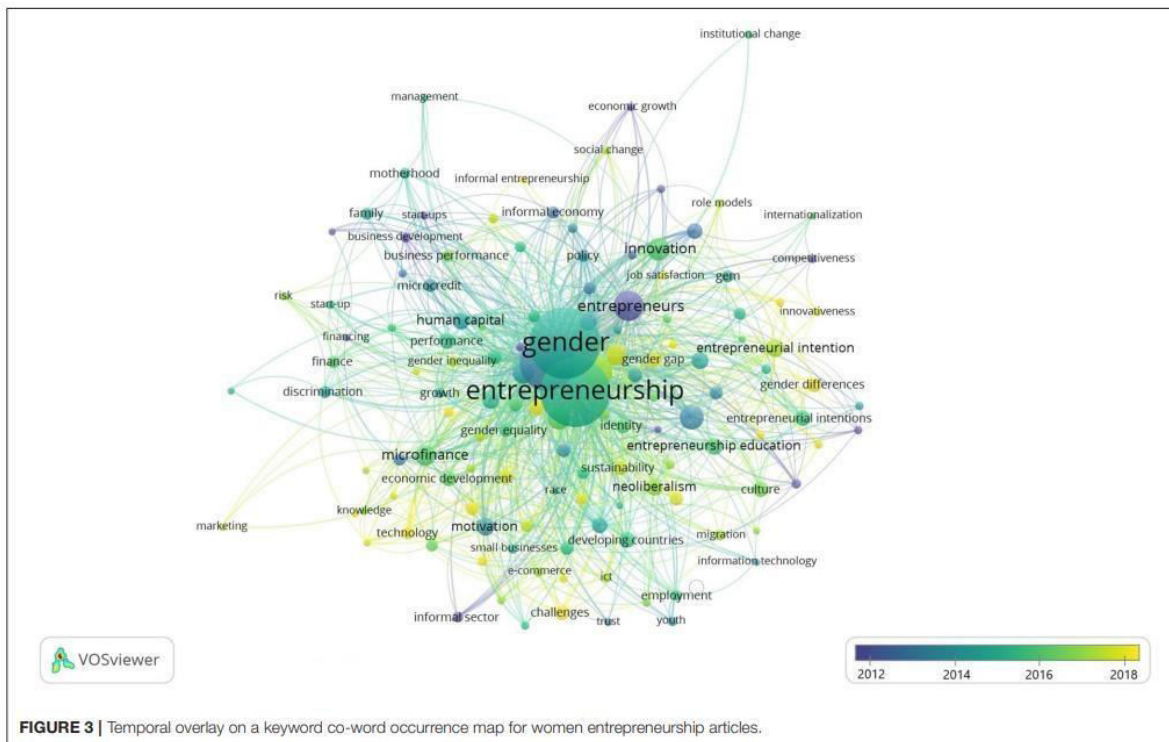 institutional change
management
economic growth
social change
motherhood
informal entrepreneurship
role models
family
start-ups
informal economy
internationalization
business development
innovation
business performance
policy
competitiveness
job satisfaction
gem
microcredit
risk
start-up
entrepreneurs
innovativeness
human capital
financing
performance
gender
entrepreneurial intention
finance
gender inequality
gender gap
gender differences
discrimination
growth
entrepreneurship
entrepreneurial intentions
gender equality
identity
entrepreneurship education
microfinance
sustainability
economic development
race
neoliberalism
culture
knowledge
marketing
technology
motivation
developing countries
migration
small businesses
information technology
e-commerce
ict
employment
informal sector
challenges
trust
youth
VOSviewer
2012 2014 2016 2018
FIGURE 3 | Temporal overlay on a keyword co-word occurrence map for women entrepreneurship articles.